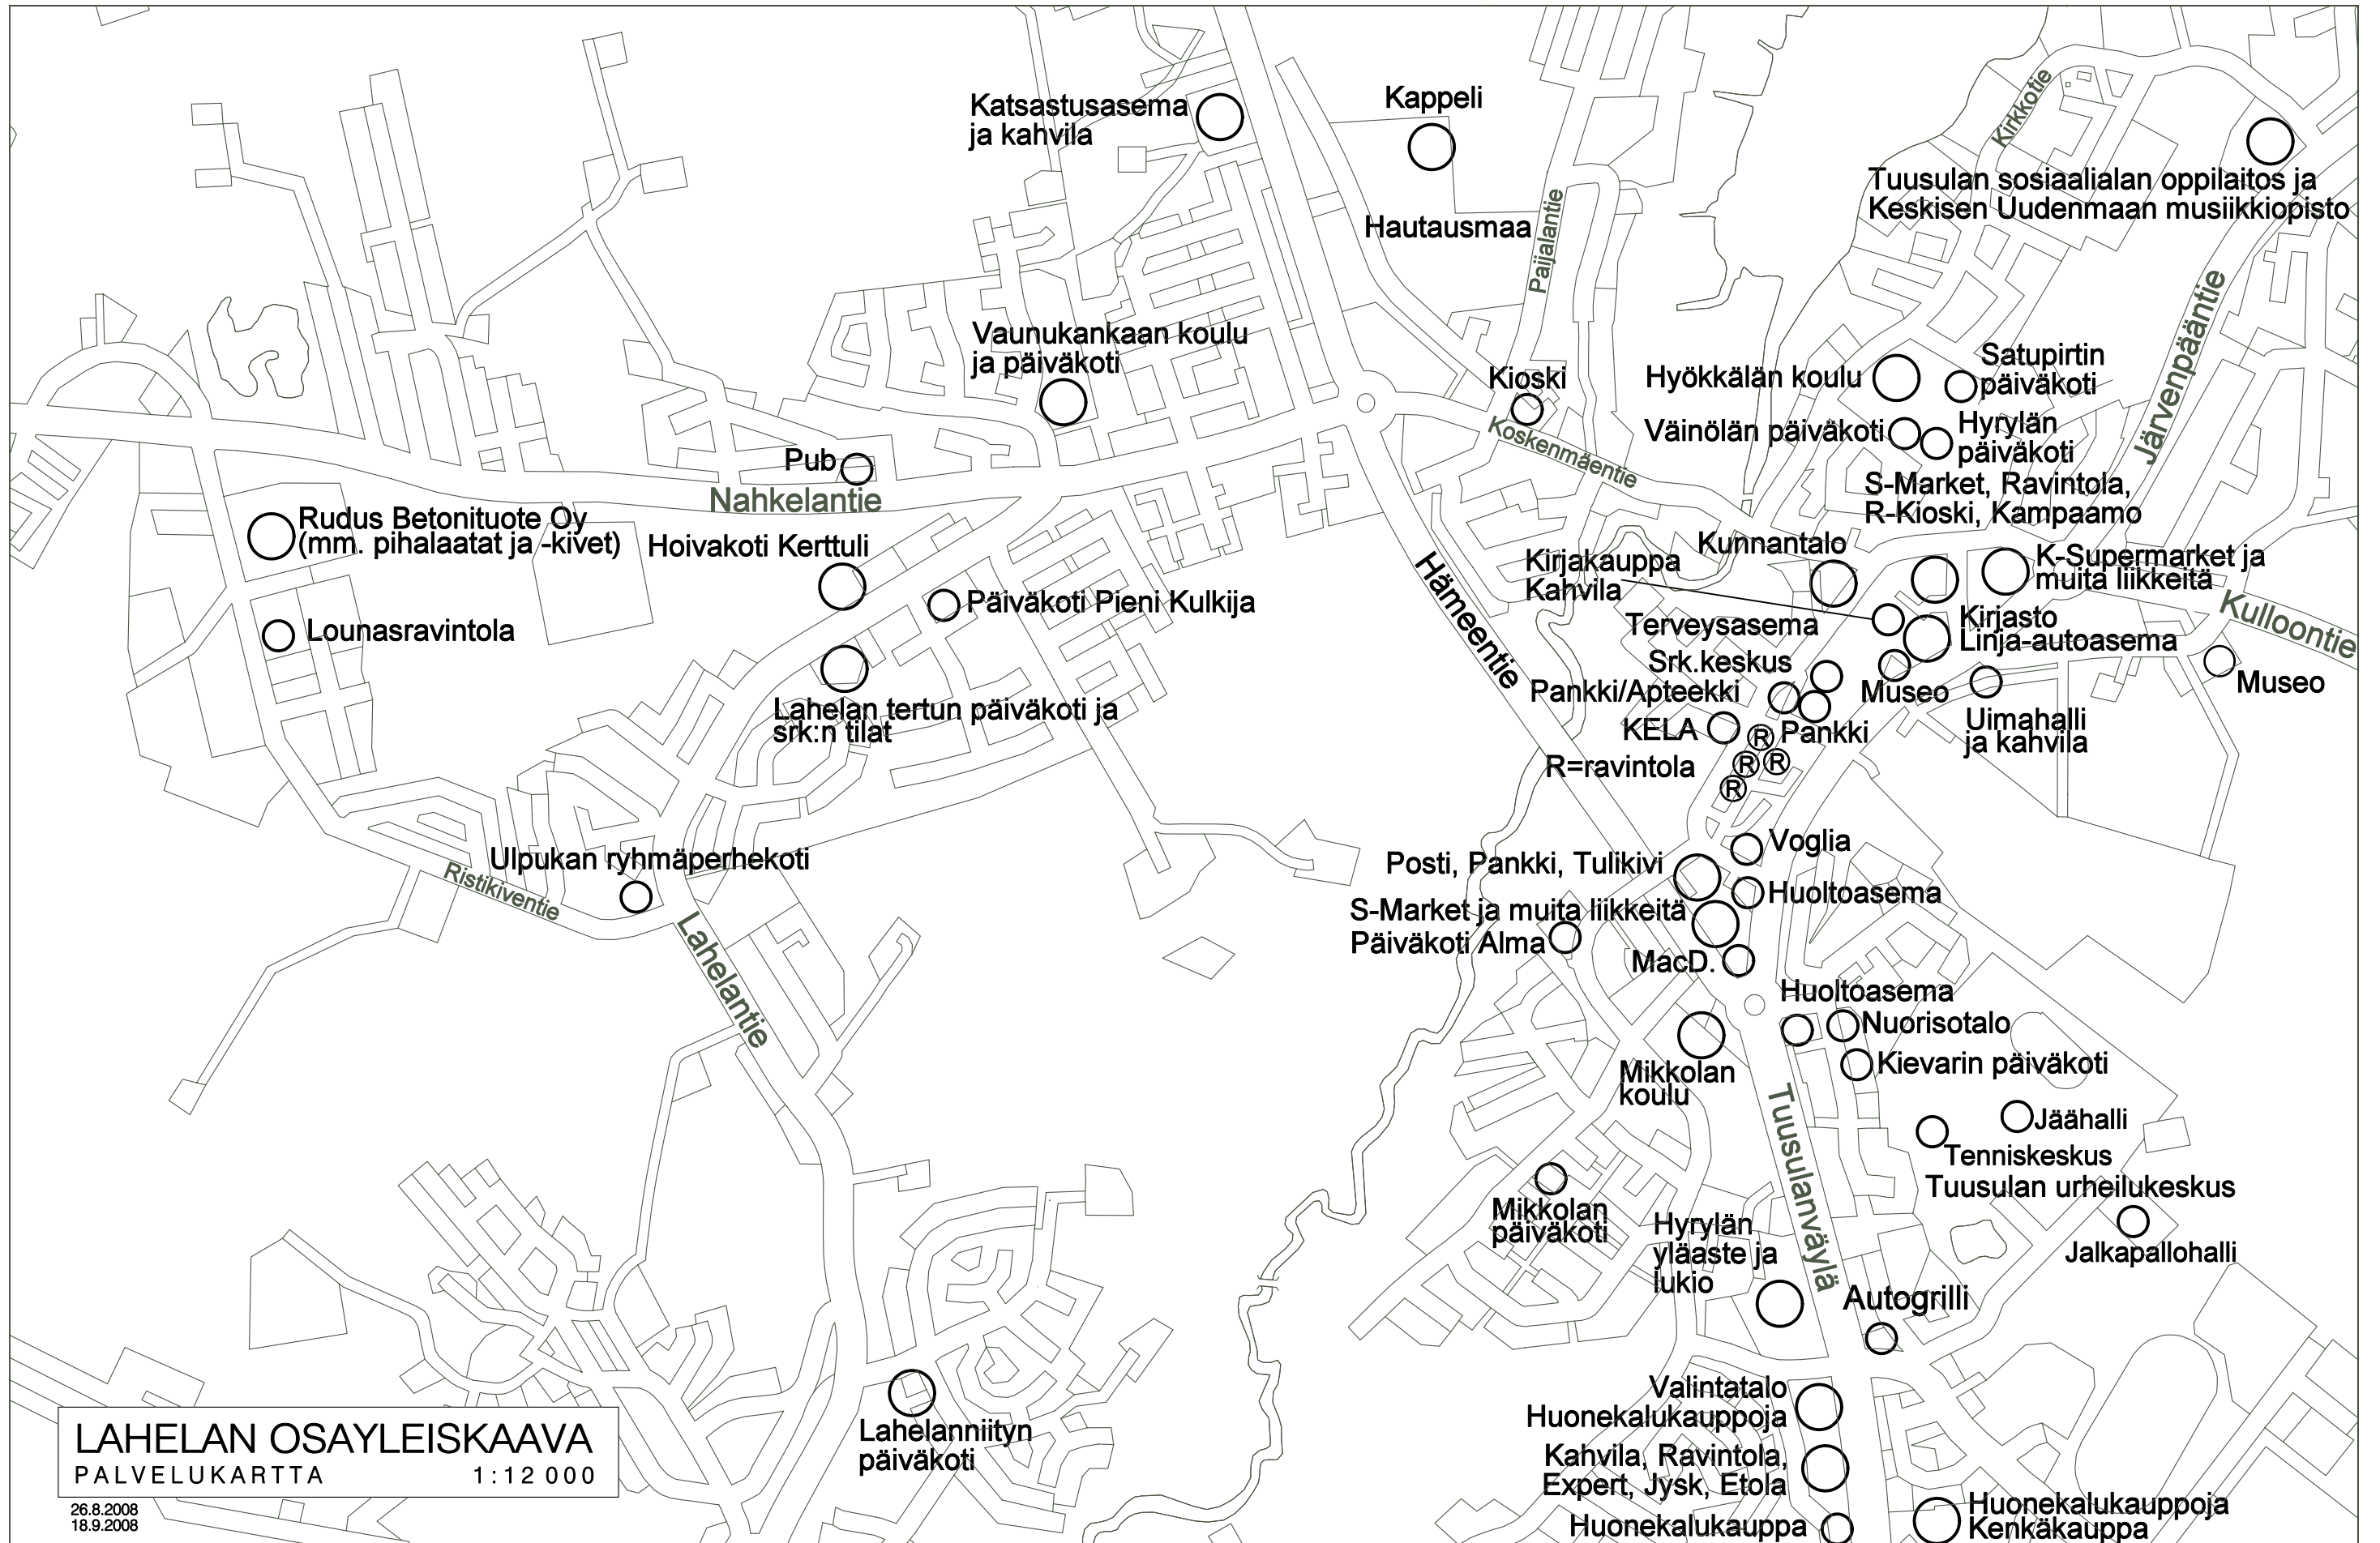 Katsastusasema
ja kahvila
Kappeli
Hautausmaa
Paijalantie
Kirkkotie
Tuusulan sosiaalialan oppilaitos ja
Keskisen Uudenmaan musiikkiopisto
Järvenpääntie
Vaunukankaan koulu
ja päiväkoti
Kioski
Koskenmäentie
Hyökkälän koulu
Satupirtin
päiväkoti
Väinölän päiväkoti
Hyrylän
päiväkoti
S-Market, Ravintola,
R-Kioski, Kampaamo
Pub
Nahkelantie
Rudus Betonituote Oy
(mm. pihalaatat ja -kivet)
Hoivakoti Kerttuli
Päiväkoti Pieni Kulkija
Lounasravintola
Lahelan tertun päiväkoti ja
srk:n tilat
Hämeentie
Kunnantalo
Kirjakauppa
Kahvila
K-Supermarket ja
muita liikkeitä
Kulloontie
Terveysasema
Kirjasto
Linja-autoasema
Srk.keskus
Pankki/Apteekki
Museo
Museo
KELA
R
Pankki
Uimahalli
ja kahvila
R=ravintola
R
R
R
Ulpukan ryhmäperhekoti
Ristikiventie
Lahelantie
Voglia
Posti, Pankki, Tulikivi
Huoltoasema
S-Market ja muita liikkeitä
Päiväkoti Alma
MacD.
Huoltoasema
Nuorisotalo
Kievarin päiväkoti
Mikkolan
koulu
Tuusulanväylä
Jäähalli
Tenniskeskus
Tuusulan urheilukeskus
Mikkolan
päiväkoti
Hyrylän
yläaste ja
lukio
Jalkapallohalli
Autogrilli
Lahelanniityn
päiväkoti
Valintatalo
Huonekalukauppoja
Kahvila, Ravintola,
Expert, Jysk, Etola
Huonekalukauppa
Huonekalukauppoja
Kenkäkauppa
LAHELAN OSAYLEISKAAVA
PALVELUKARTTA 1:12 000
26.8.2008
18.9.2008